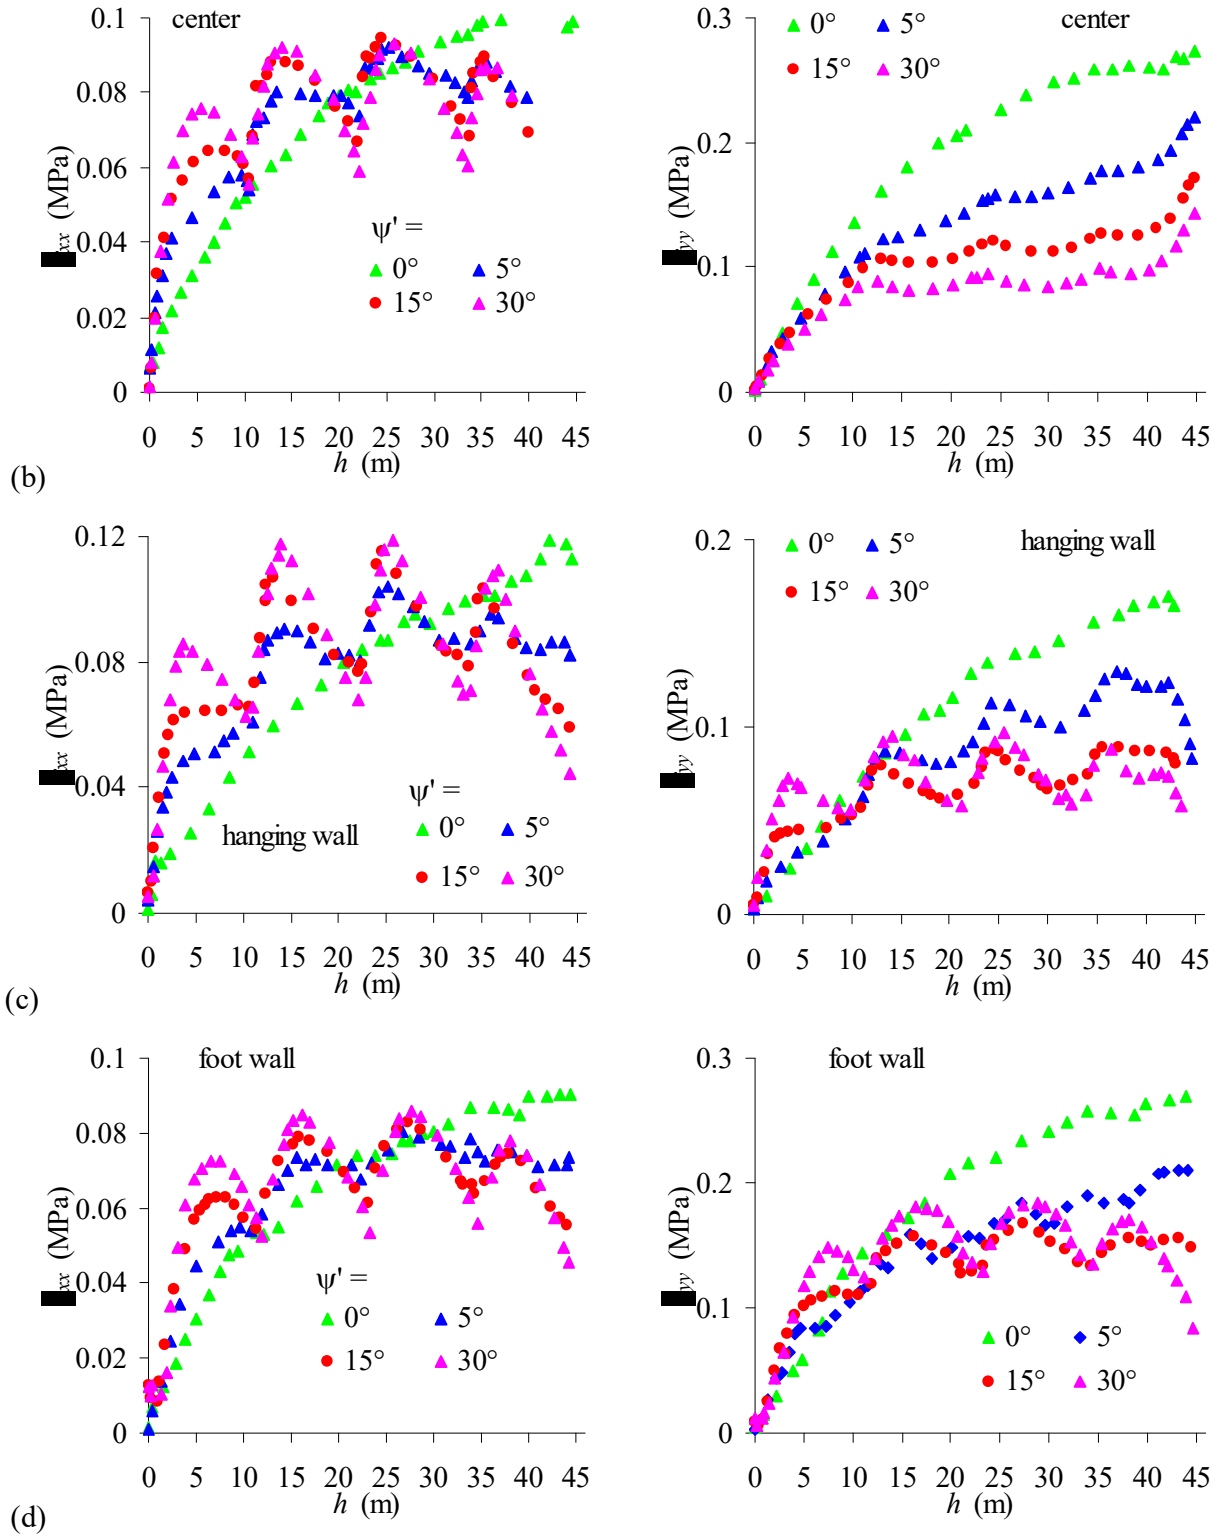 center
0.1
0.08
0.06
0.04
0.02
0
xx (MPa)
ψ' =
0° 5°
15° 30°
0 5 10 15 20 25 30 35 40 45
h (m)
0° 5° center
15° 30°
0.3
0.2
0.1
0
yy (MPa)
0 5 10 15 20 25 30 35 40 45
h (m)
(b)
0.12
0.08
0.04
0
xx (MPa)
ψ' =
0° 5°
hanging wall
15° 30°
0 5 10 15 20 25 30 35 40 45
h (m)
0° 5° hanging wall
15° 30°
0.2
0.1
0
yy (MPa)
0 5 10 15 20 25 30 35 40 45
h (m)
(c)
foot wall
0.1
0.08
0.06
0.04
0.02
0
xx (MPa)
ψ' =
0° 5°
15° 30°
0 5 10 15 20 25 30 35 40 45
h (m)
foot wall
0.3
0.2
0.1
0
yy (MPa)
0° 5°
15° 30°
0 5 10 15 20 25 30 35 40 45
h (m)
(d)